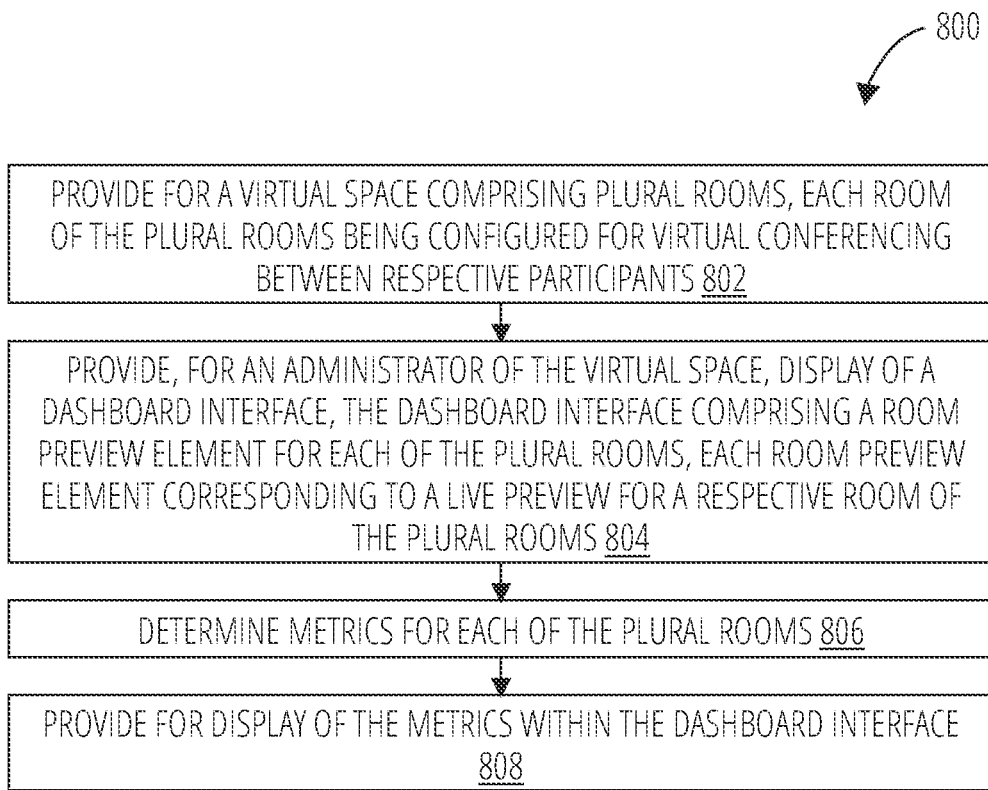 800
PROVIDE FOR A VIRTUAL SPACE COMPRISING PLURAL ROOMS, EACH ROOM
OF THE PLURAL ROOMS BEING CONFIGURED FOR VIRTUAL CONFERENCING
BETWEEN RESPECTIVE PARTICIPANTS 802
PROVIDE, FOR AN ADMINISTRATOR OF THE VIRTUAL SPACE, DISPLAY OF A
DASHBOARD INTERFACE, THE DASHBOARD INTERFACE COMPRISING A ROOM
PREVIEW ELEMENT FOR EACH OF THE PLURAL ROOMS, EACH ROOM PREVIEW
ELEMENT CORRESPONDING TO A LIVE PREVIEW FOR A RESPECTIVE ROOM OF
THE PLURAL ROOMS 804
DETERMINE METRICS FOR EACH OF THE PLURAL ROOMS 806
PROVIDE FOR DISPLAY OF THE METRICS WITHIN THE DASHBOARD INTERFACE
808